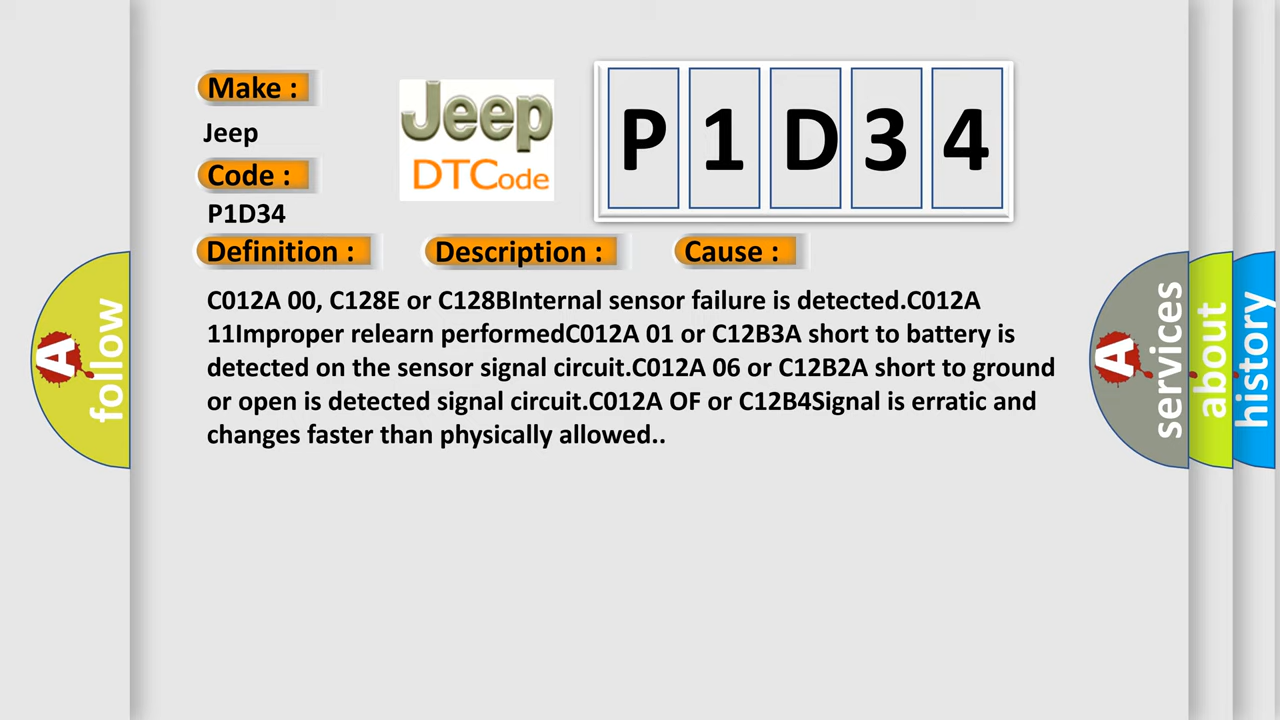 Make :
Jeep
Code :
P1D34
Jeep
DTCode
P 1 D 3 4
Definition :
Description :
Cause :
C012A 00, C128E or C128BInternal sensor failure is detected.C012A
11Improper relearn performedC012A 01 or C12B3A short to battery is
detected on the sensor signal circuit.C012A 06 or C12B2A short to ground
or open is detected signal circuit.C012A OF or C12B4Signal is erratic and
changes faster than physically allowed..
A follow
A services
about
history